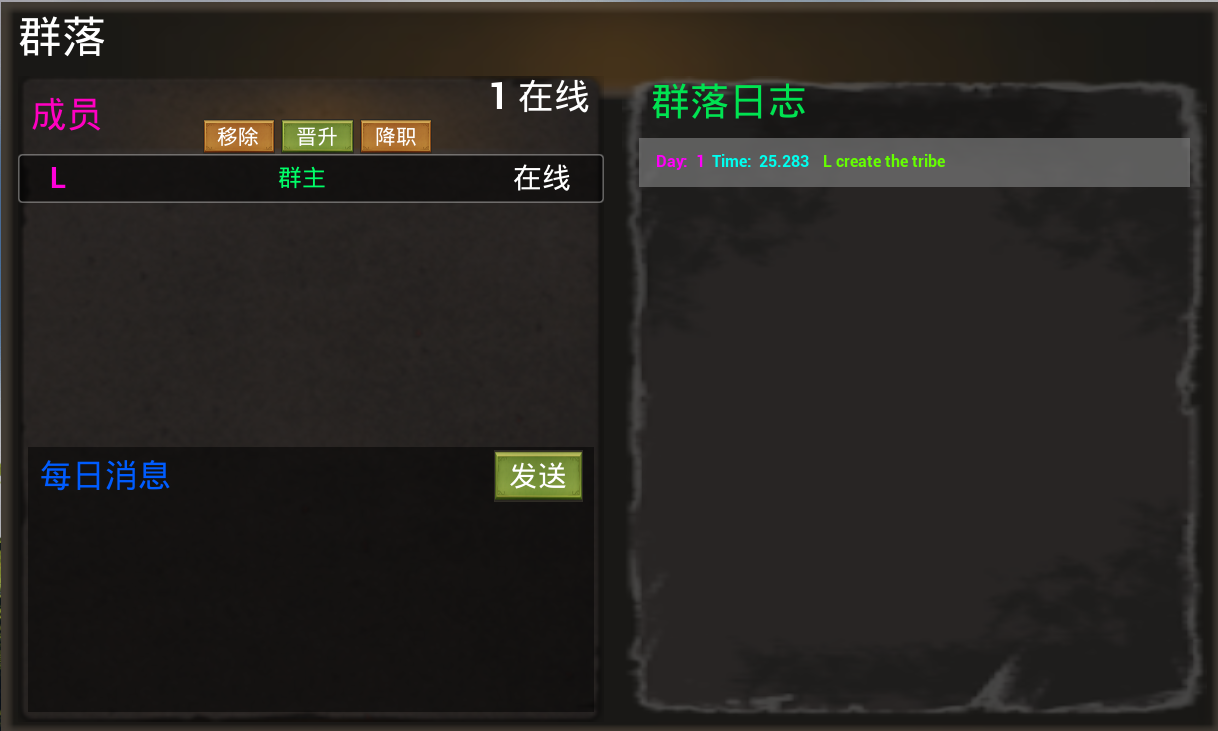 群落
1 在线
成员
移除 晋升 降职
L 群主 在线
每日消息
发送
群落日志
Day: 1 Time: 25.283 L create the tribe